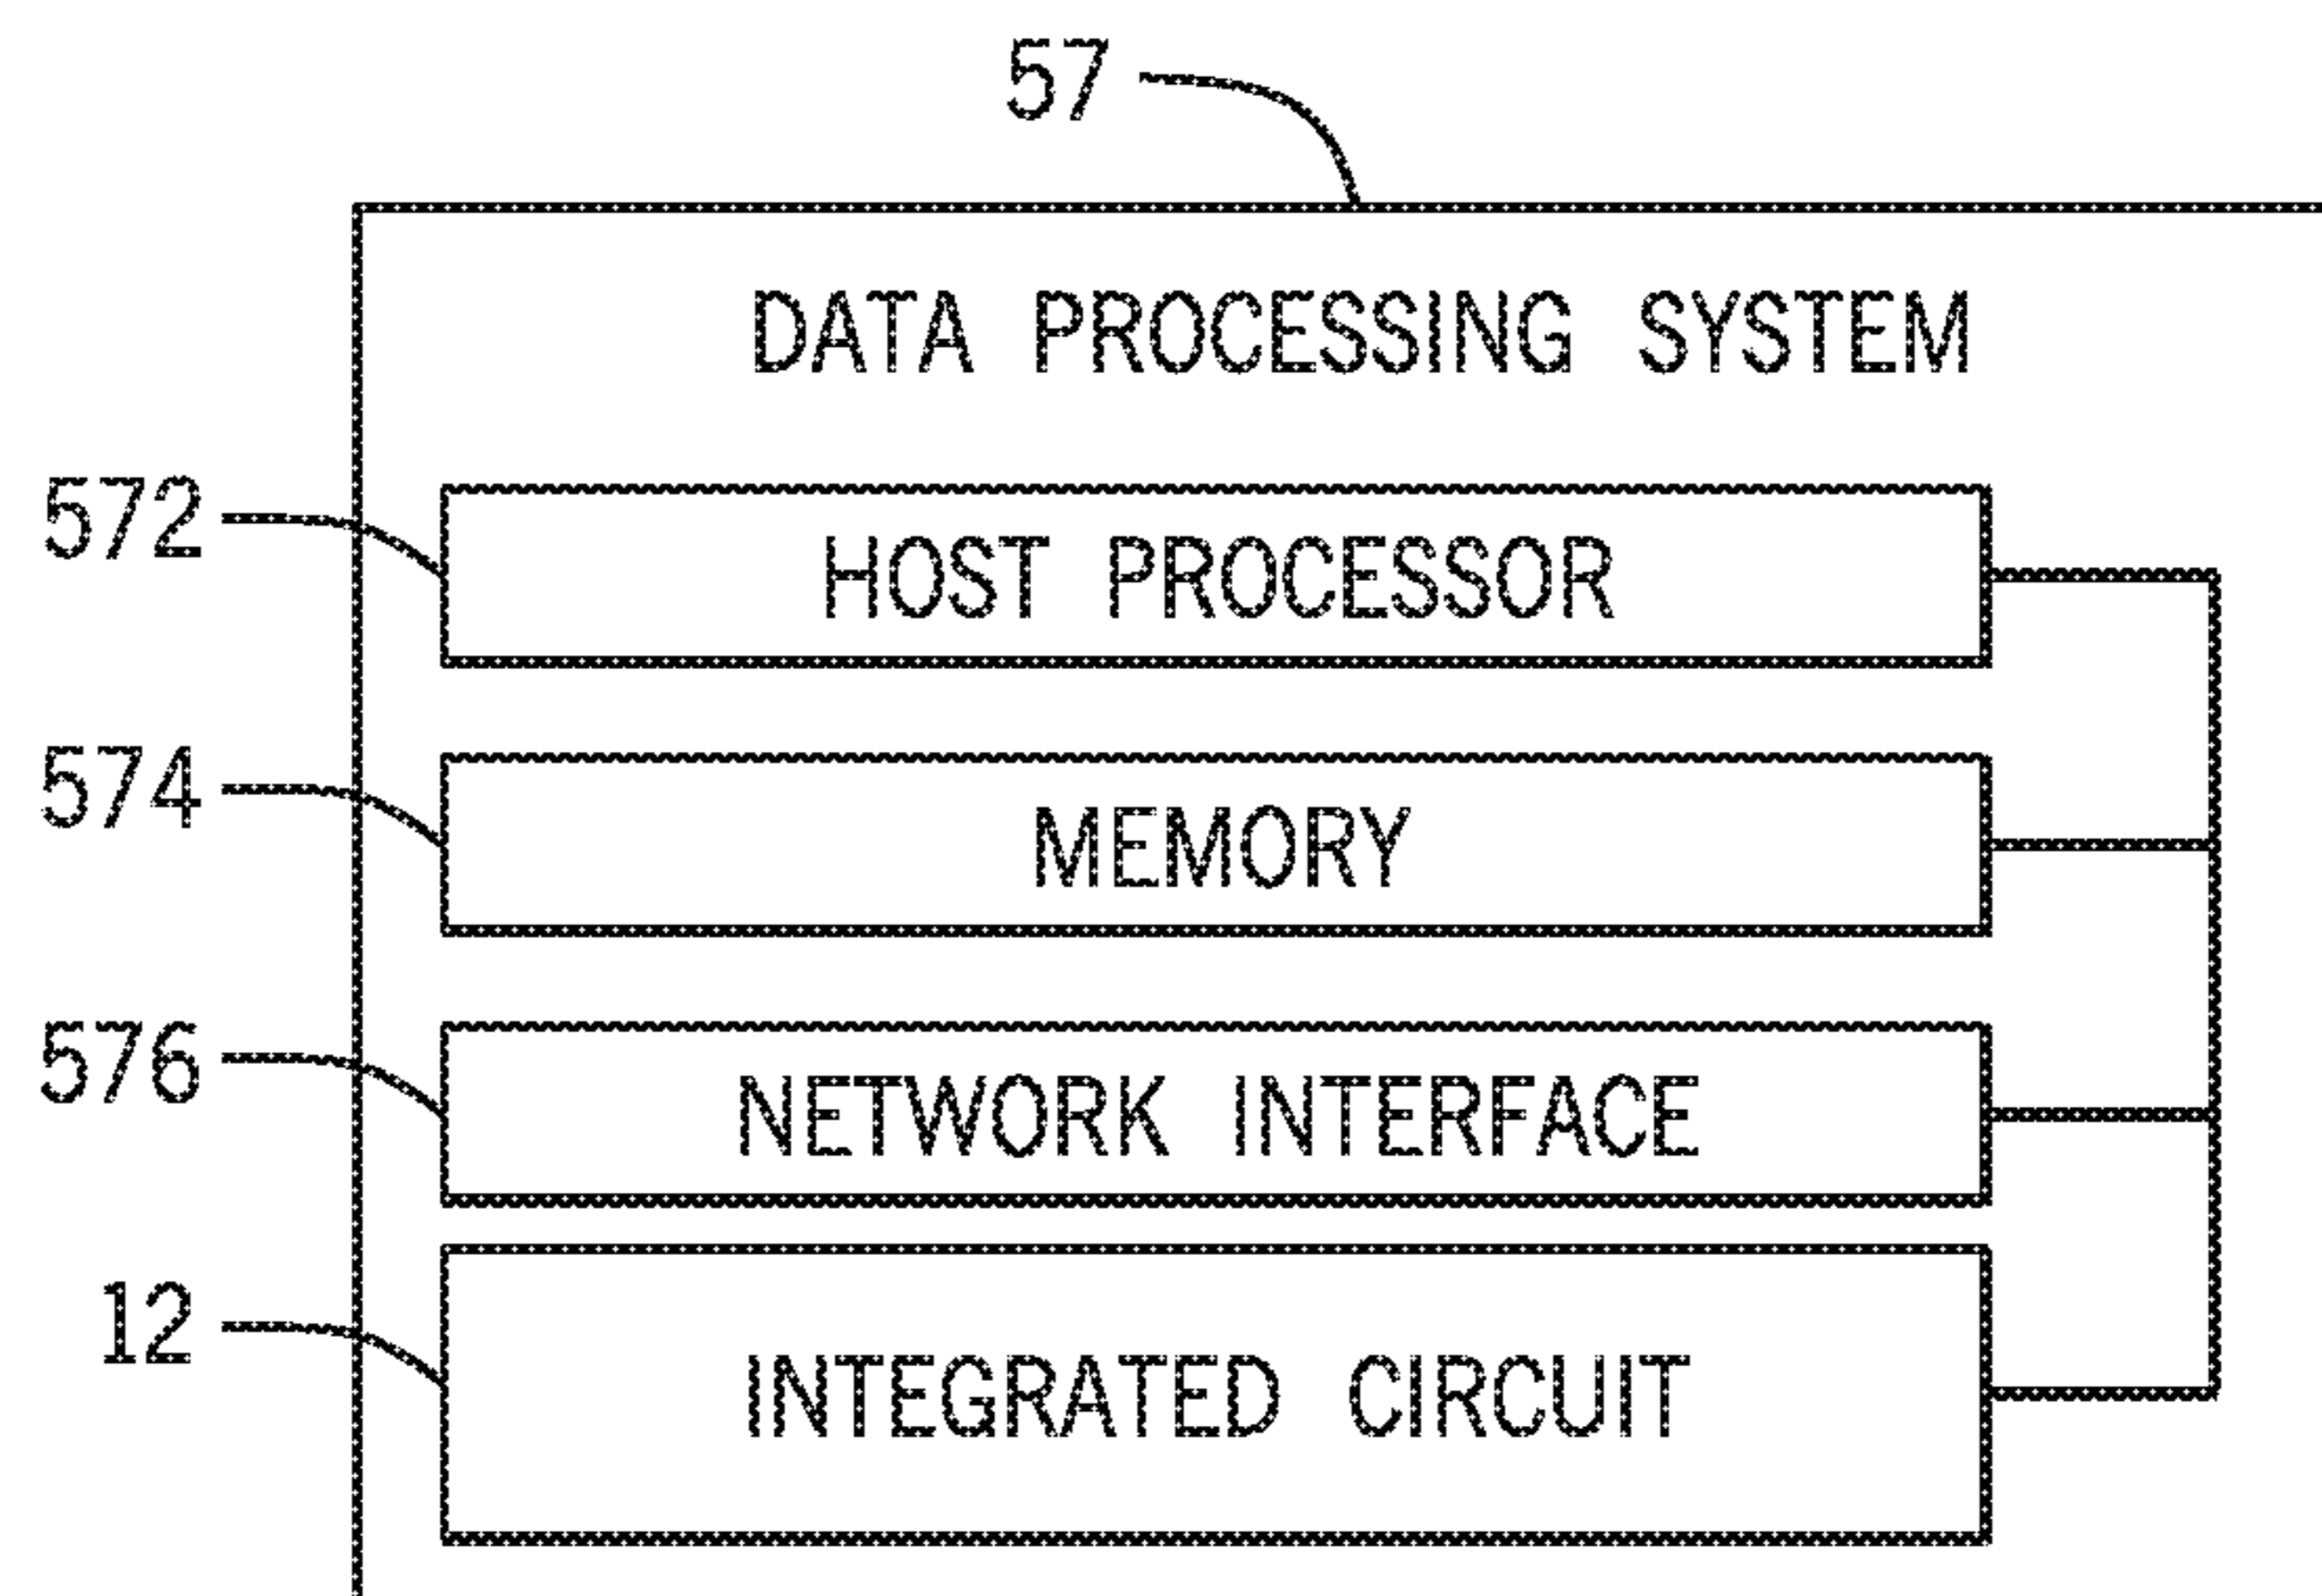 57
DATA PROCESSING SYSTEM
572
HOST PROCESSOR
574
MEMORY
576
NETWORK INTERFACE
12
INTEGRATED CIRCUIT